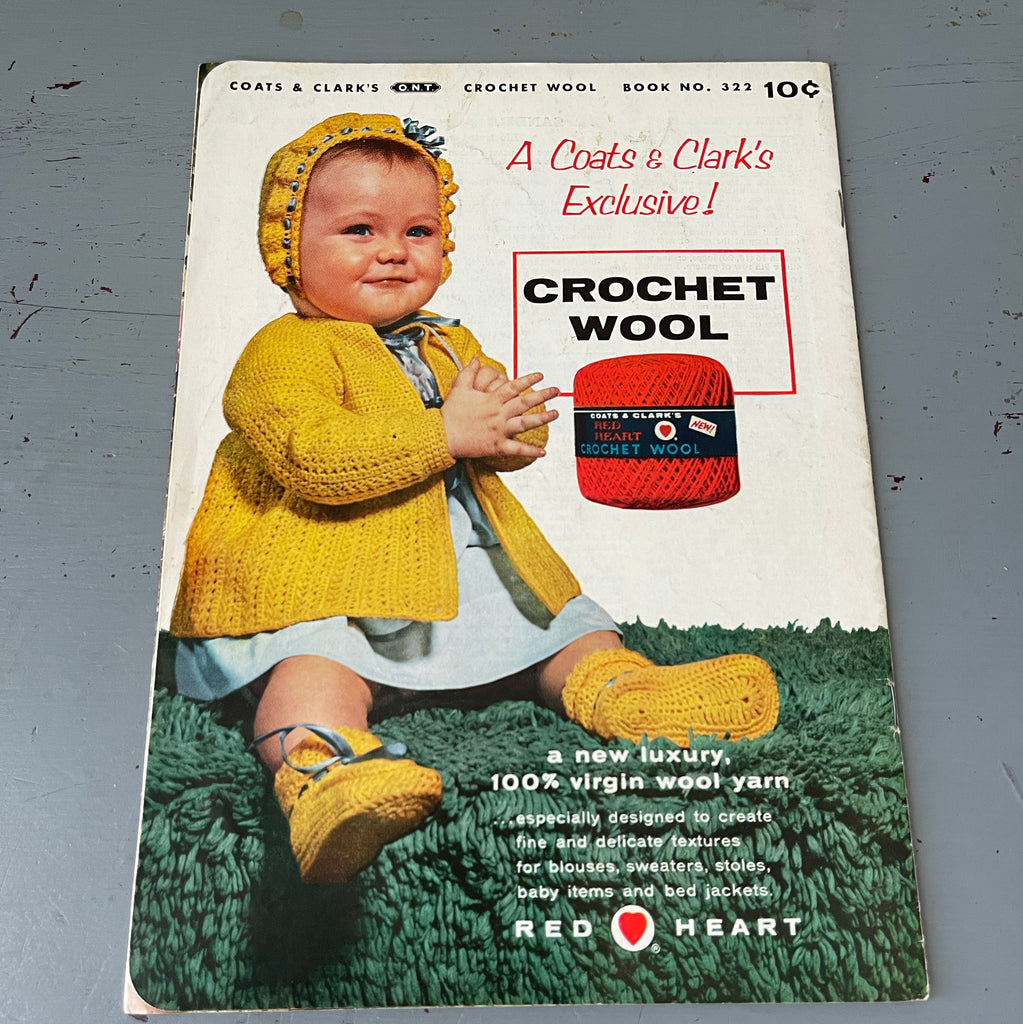 COATS & CLARK'S O.N.T. CROCHET WOOL BOOK NO. 322 10¢
A Coats & Clark's
Exclusive!
CROCHET
WOOL
COATS & CLARK'S
RED
HEART
NEW!
CROCHET WOOL
a new luxury,
100% virgin wool yarn
...especially designed to create
fine and delicate textures
for blouses, sweaters, stoles,
baby items and bed jackets.
RED HEART ®